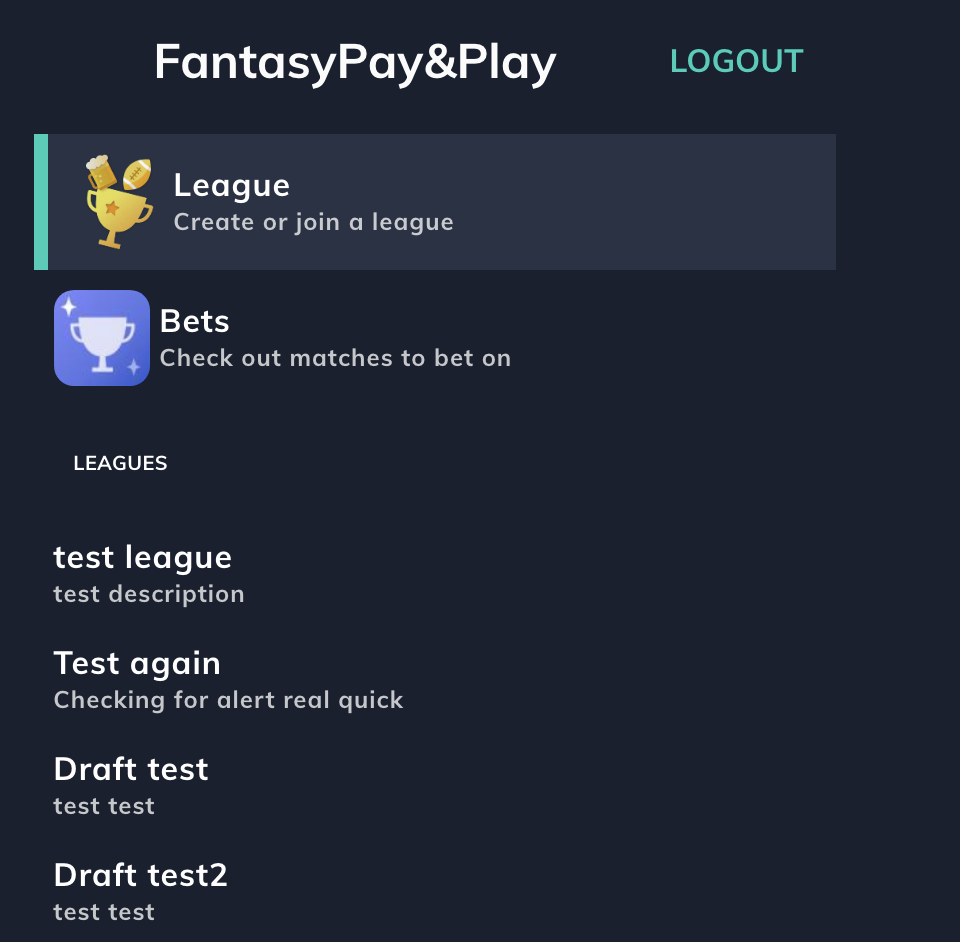 FantasyPay&Play
LOGOUT
League
Create or join a league
Bets
Check out matches to bet on
LEAGUES
test league
test description
Test again
Checking for alert real quick
Draft test
test test
Draft test2
test test